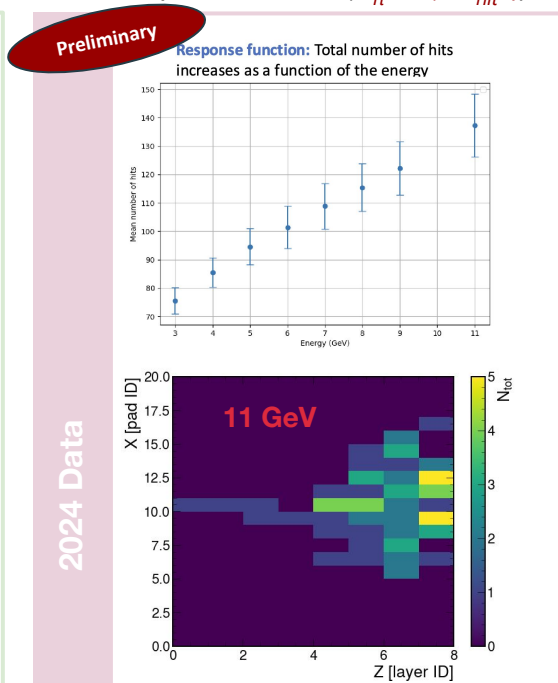 Preliminary
Response function: Total number of hits
increases as a function of the energy
150
140
130
120
110
100
90
80
70
Mean number of hits
3 4 5 6 7 8 9 10 11
Energy (GeV)
2024 Data
11 GeV
20.0
17.5
15.0
12.5
10.0
7.5
5.0
2.5
0.0
X [pad ID]
0 2 4 6 8
Z [layer ID]
5
4
3
2
1
0
Ntot